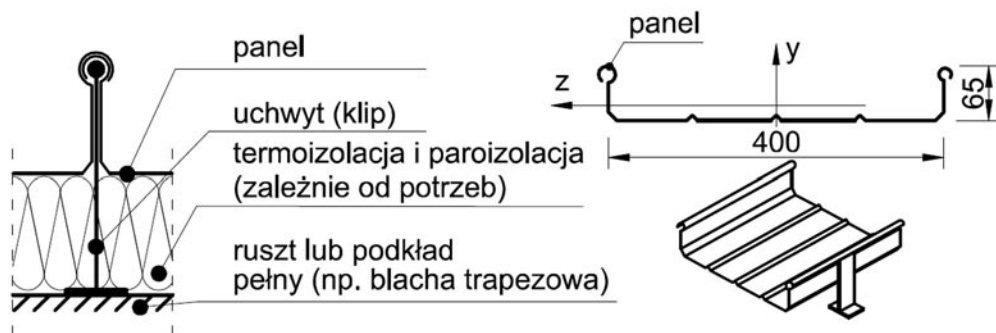 panel
uchwyt (klip)
termoizolacja i paroizolacja
(zależnie od potrzeb)
ruszt lub podkład
pełny (np. blacha trapezowa)
panel
y
z
65
400